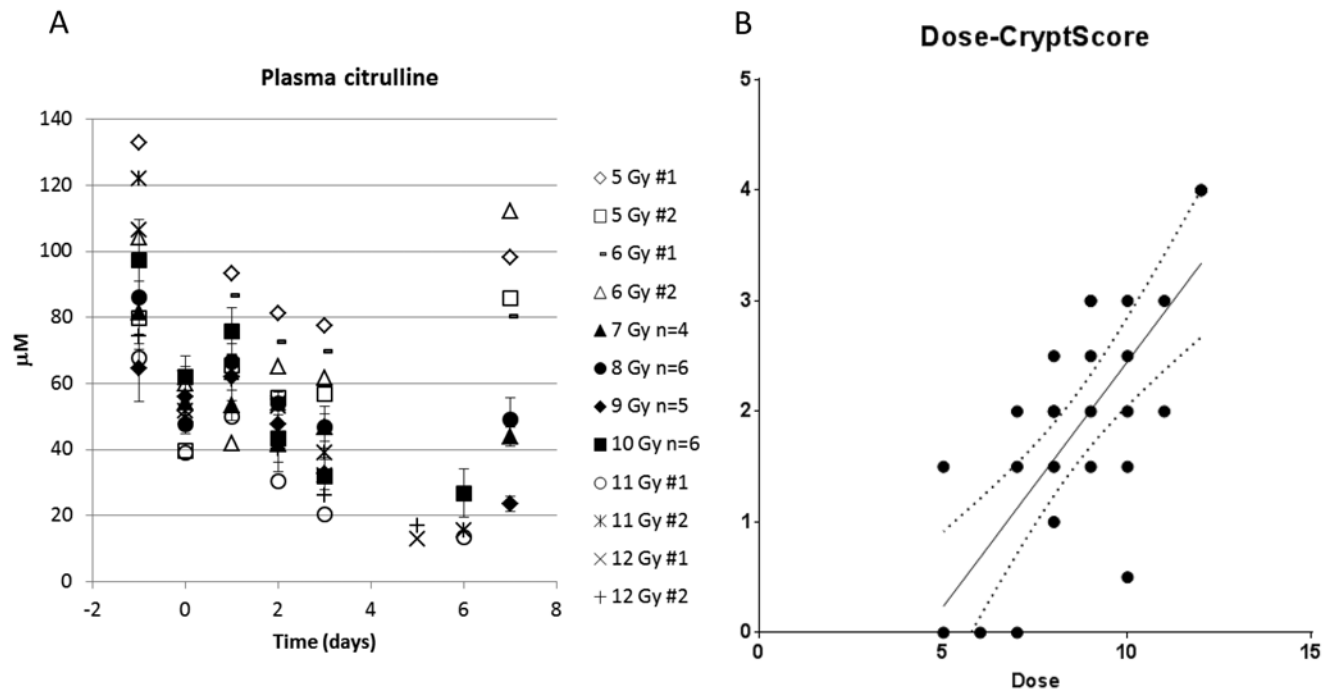 A
Plasma citrulline
140
120
100
80
60
40
20
0
µM
-2
0
2
4
6
8
Time (days)
5 Gy #1
5 Gy #2
6 Gy #1
6 Gy #2
7 Gy n=4
8 Gy n=6
9 Gy n=5
10 Gy n=6
11 Gy #1
11 Gy #2
12 Gy #1
12 Gy #2
B
Dose-CryptScore
5
4
3
2
1
0
0
5
10
15
Dose